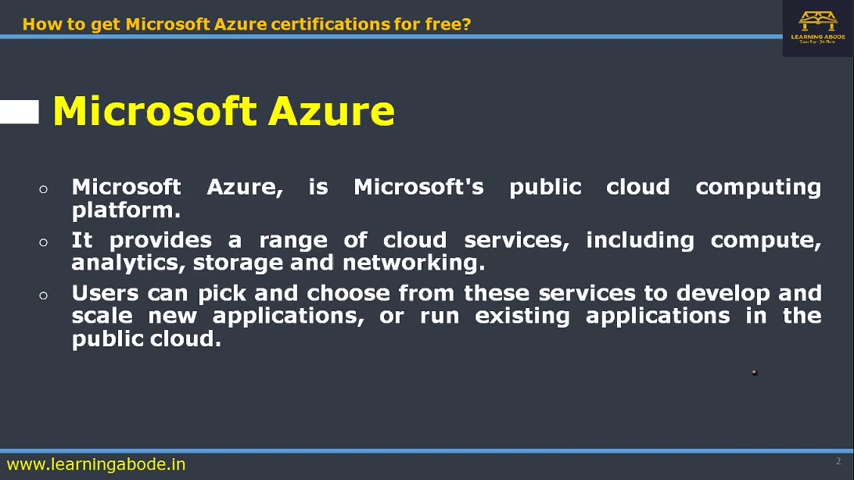 How to get Microsoft Azure certifications for free?
LEARNING ABODE
Microsoft Azure
Microsoft Azure, is Microsoft's public cloud computing
platform.
It provides a range of cloud services, including compute,
analytics, storage and networking.
Users can pick and choose from these services to develop and
scale new applications, or run existing applications in the
public cloud.
www.learningabode.in
2